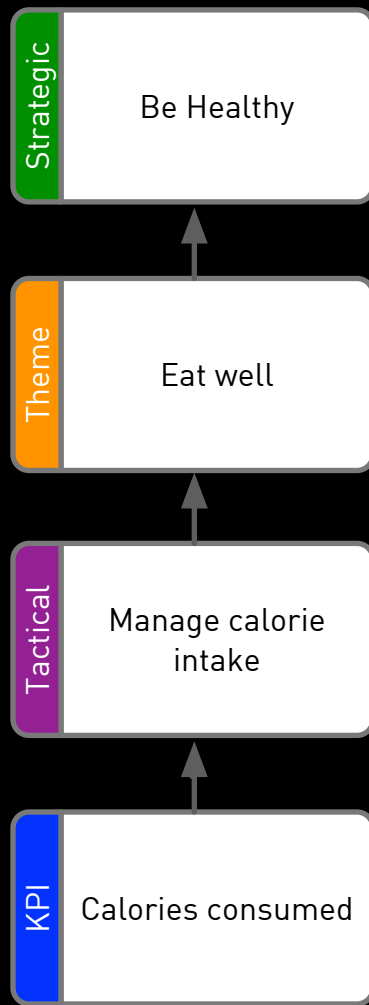 Strategic
Be Healthy
Theme
Eat well
Tactical
Manage calorie
intake
KPI
Calories consumed